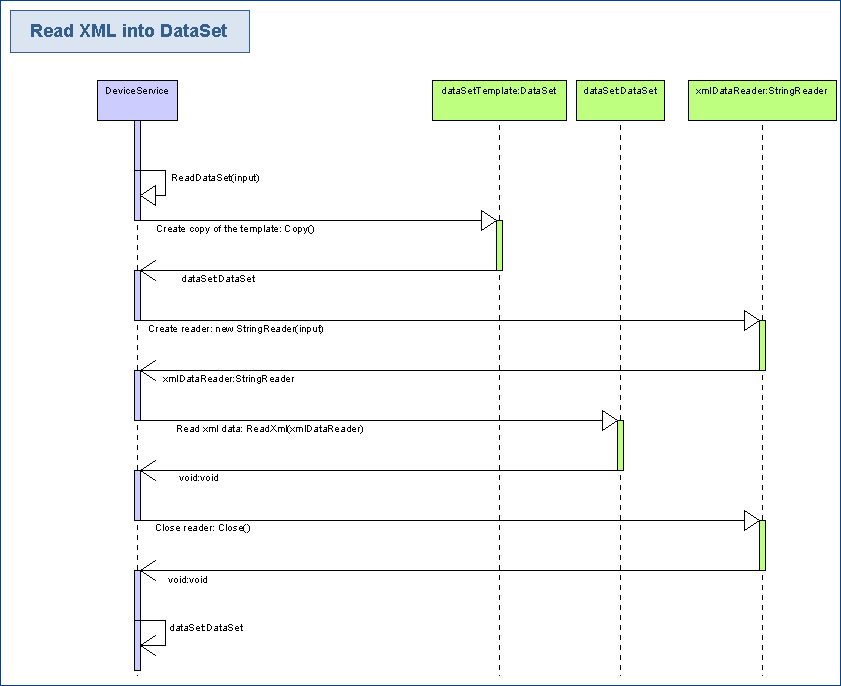 Read XML into DataSet
DeviceService
dataSetTemplate:DataSet
dataSet:DataSet
xmlDataReader:StringReader
ReadDataSet(input)
Create copy of the template: Copy()
dataSet:DataSet
Create reader: new StringReader(input)
xmlDataReader:StringReader
Read xml data: ReadXml(xmlDataReader)
void:void
Close reader: Close()
void:void
dataSet:DataSet